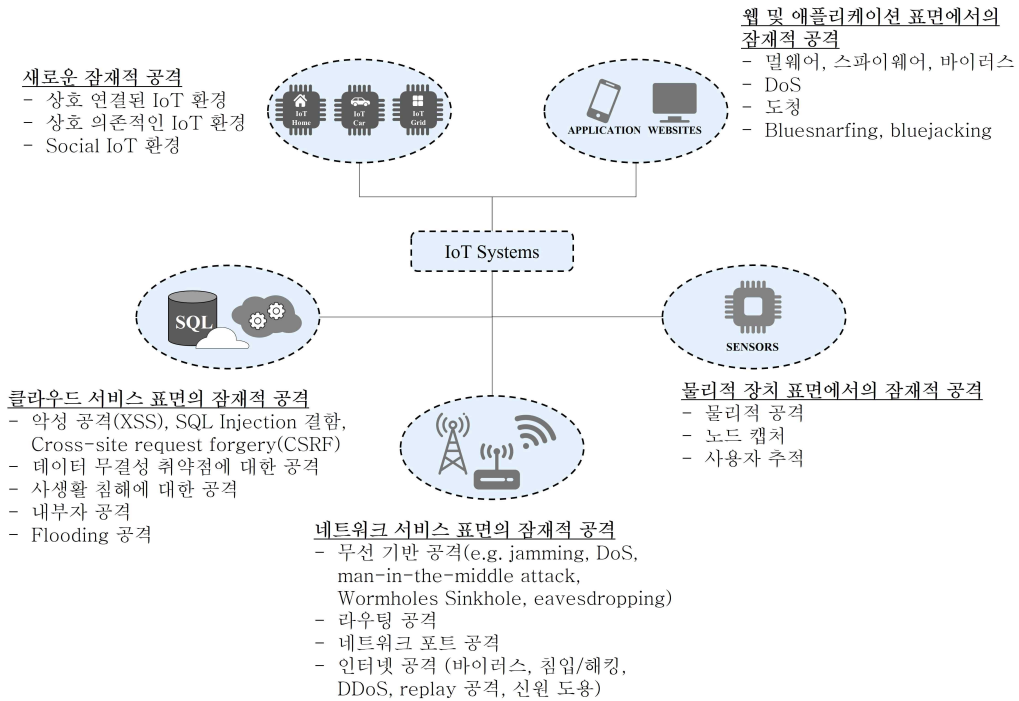 새로운 잠재적 공격
- 상호 연결된 IoT 환경
- 상호 의존적인 IoT 환경
- Social IoT 환경
IoT
Home
IoT
Car
IoT
Grid
APPLICATION WEBSITES
웹 및 애플리케이션 표면에서의
잠재적 공격
- 멀웨어, 스파이웨어, 바이러스
- DoS
- 도청
- Bluesnarfing, bluejacking
IoT Systems
SQL
SENSORS
클라우드 서비스 표면의 잠재적 공격
- 악성 공격(XSS), SQL Injection 결함,
Cross-site request forgery(CSRF)
- 데이터 무결성 취약점에 대한 공격
- 사생활 침해에 대한 공격
- 내부자 공격
- Flooding 공격
물리적 장치 표면에서의 잠재적 공격
- 물리적 공격
- 노드 캡처
- 사용자 추적
네트워크 서비스 표면의 잠재적 공격
- 무선 기반 공격(e.g. jamming, DoS,
man-in-the-middle attack,
Wormholes Sinkhole, eavesdropping)
- 라우팅 공격
- 네트워크 포트 공격
- 인터넷 공격 (바이러스, 침입/해킹,
DDoS, replay 공격, 신원 도용)